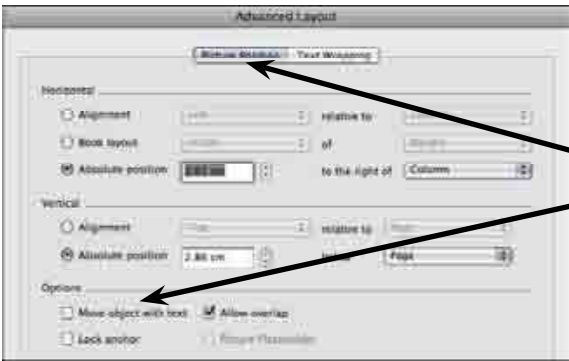 Advanced Layout
Picture Position Text Wrapping
Horizontal
Alignment relative to
Book layout of
Absolute position to the right of Column
Vertical
Alignment relative to
Absolute position 2.86 cm Page
Options
Move object with text Allow overlap
Lock anchor Picture Placeholder